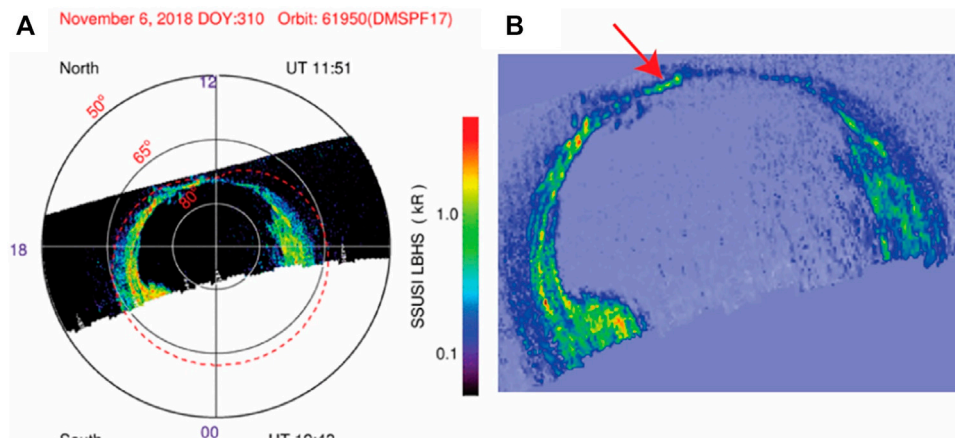 November 6, 2018 DOY:310 Orbit: 61950(DMSPF17)
A
B
North
UT 11:51
12
50°
65°
80
18
1.0
0.1
SSUSI LBHS ( kR )
00